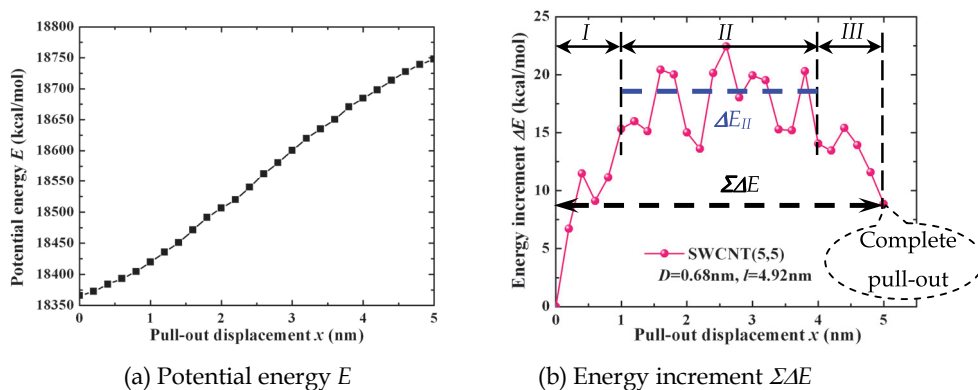 18800
18750
18700
18650
18600
18550
18500
18450
18400
18350
Potential energy E (kcal/mol)
0 1 2 3 4 5
Pull-out displacement x (nm)
(a) Potential energy E
25
20
15
10
5
0
Energy increment ΔE (kcal/mol)
I II III
ΔE_II
ΣΔE
SWCNT(5,5)
D=0.68nm, l=4.92nm
Complete
pull-out
0 1 2 3 4 5 6
Pull-out displacement x (nm)
(b) Energy increment ΣΔE